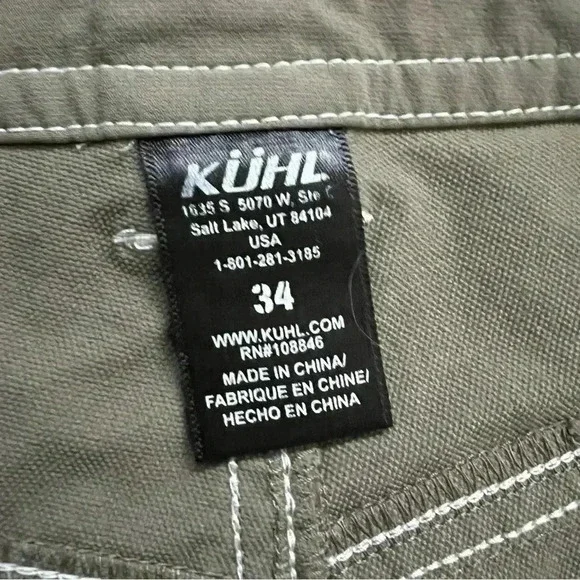 KÜHL
1635 S 5070 W, Ste C
Salt Lake, UT 84104
USA
1-801-281-3185
34
WWW.KUHL.COM
RN#108846
MADE IN CHINA/
FABRIQUE EN CHINE/
HECHO EN CHINA